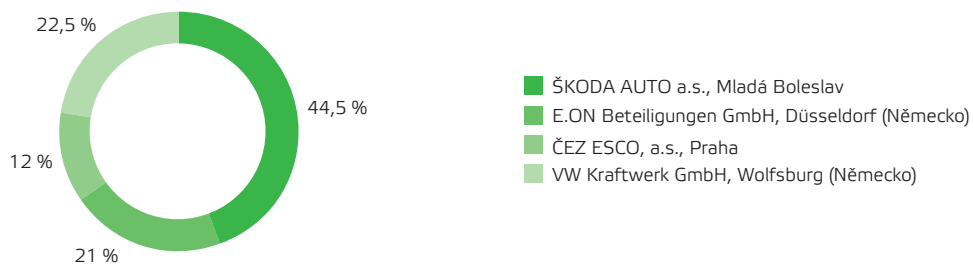 22,5 %
44,5 %
12 %
21 %
ŠKODA AUTO a.s., Mladá Boleslav
E.ON Beteiligungen GmbH, Düsseldorf (Německo)
ČEZ ESCO, a.s., Praha
VW Kraftwerk GmbH, Wolfsburg (Německo)